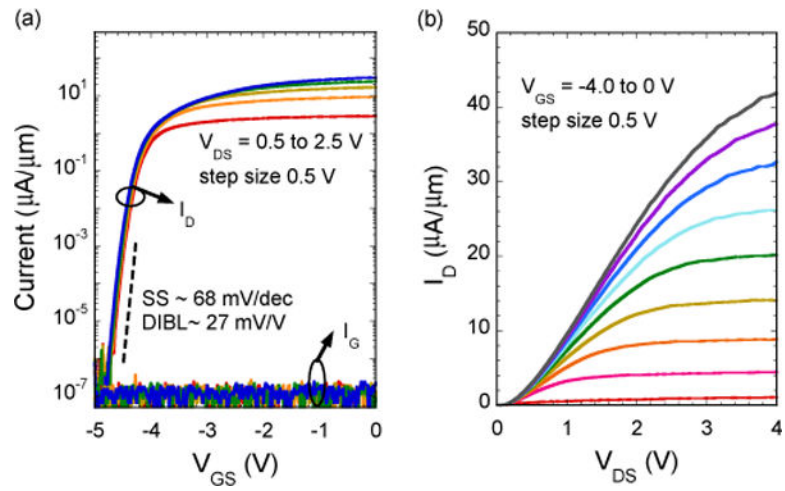 (a)
Current (μA/μm)
10¹
10⁻¹
10⁻³
10⁻⁵
10⁻⁷
V_DS = 0.5 to 2.5 V
step size 0.5 V
I_D
SS ~ 68 mV/dec
DIBL~ 27 mV/V
I_G
-5 -4 -3 -2 -1 0
V_GS (V)
(b)
I_D (μA/μm)
50
40
30
20
10
0
V_GS = -4.0 to 0 V
step size 0.5 V
0 1 2 3 4
V_DS (V)